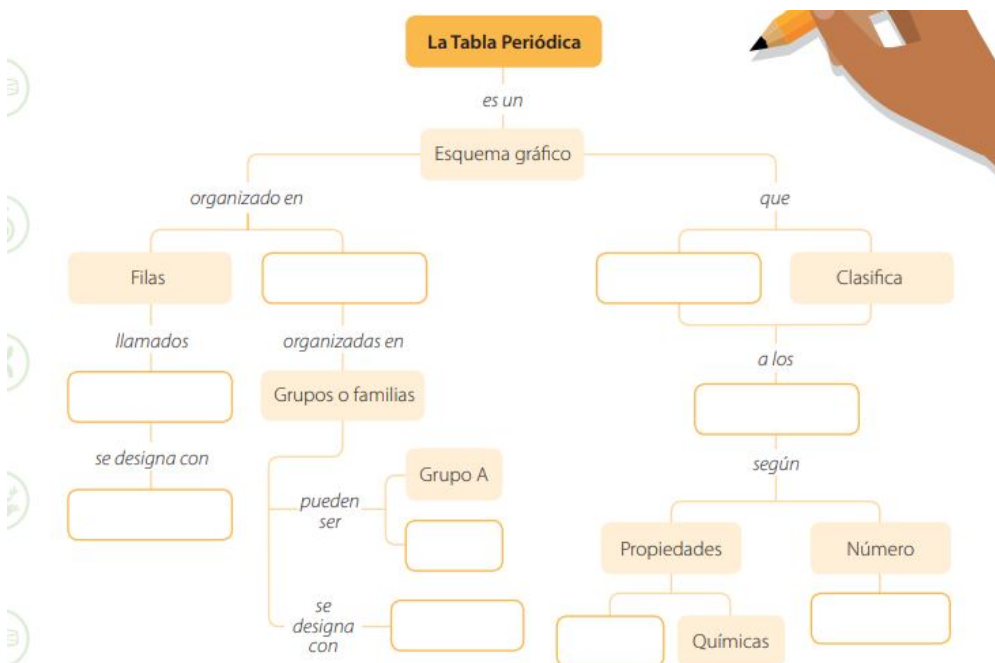 La Tabla Periódica
es un
Esquema gráfico
organizado en
que
Filas
Clasifica
llamados
organizadas en
a los
Grupos o familias
se designa con
según
Grupo A
pueden
ser
Propiedades
Número
se
designa
con
Químicas